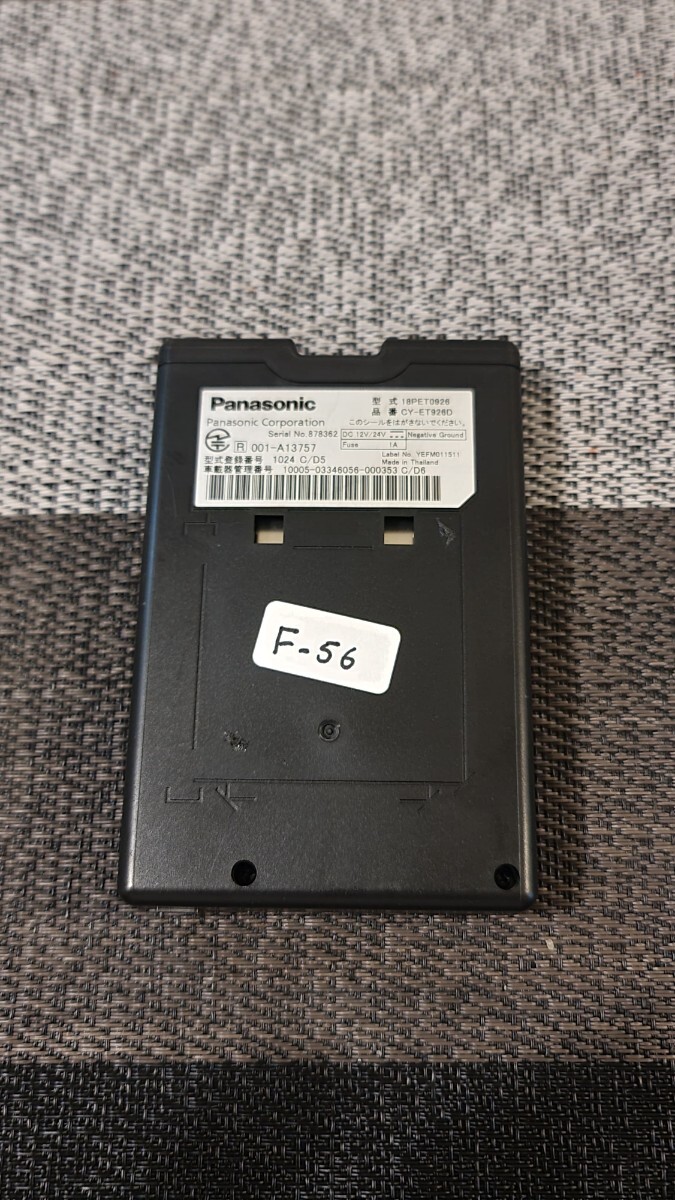 Panasonic
Panasonic Corporation
型 式 18PET0926
品 番 CY-ET926D
このシールをはがさないでください。
Serial No.878362
DC 12V/24V
Negative Ground
Fuse 1A
R 001-A13757
Label No. YEFM011511
Made in Thailand
型式登録番号 1024 C/D5
車載器管理番号 10005-03346056-000353 C/D6
F-56